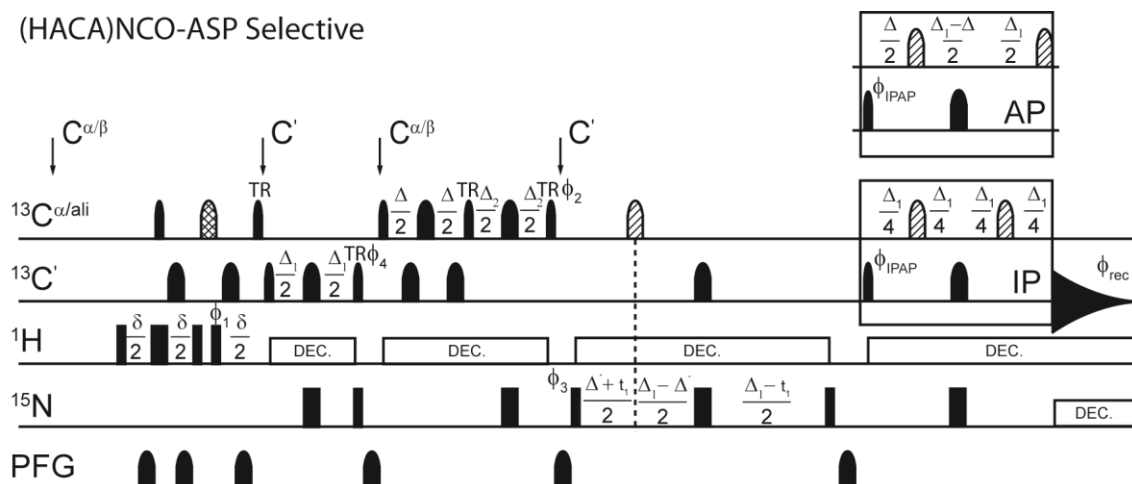 (HACA)NCO-ASP Selective
Δ/2 Δ₁−Δ/2 Δ₁/2
ϕIPAP AP
Cα/β C' Cα/β C'
TR Δ/2 Δ/2 TR Δ₂/2 Δ₂/2 TR ϕ₂ Δ₁/4 Δ₁/4 Δ₁/4 Δ₁/4
¹³Cα/ali
Δ₁/2 Δ₁/2 TR ϕ₄ ϕIPAP IP ϕrec
¹³C'
δ/2 δ/2 ϕ₁ δ/2 DEC. DEC. DEC. DEC.
¹H
ϕ₃ Δ'+t₁/2 Δ₁−Δ'/2 Δ₁−t₁/2 DEC.
¹⁵N
PFG